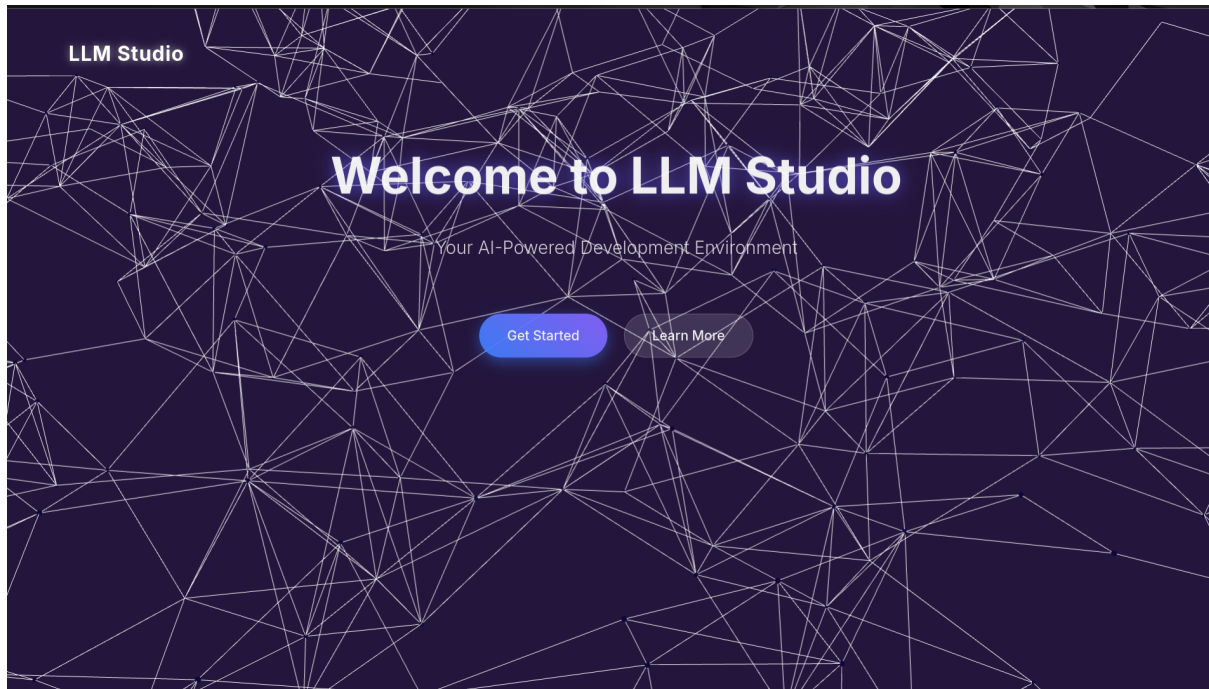 LLM Studio
Welcome to LLM Studio
Your AI-Powered Development Environment
Get Started
Learn More